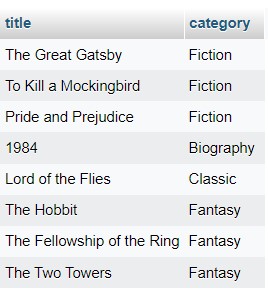 title category
The Great Gatsby Fiction
To Kill a Mockingbird Fiction
Pride and Prejudice Fiction
1984 Biography
Lord of the Flies Classic
The Hobbit Fantasy
The Fellowship of the Ring Fantasy
The Two Towers Fantasy